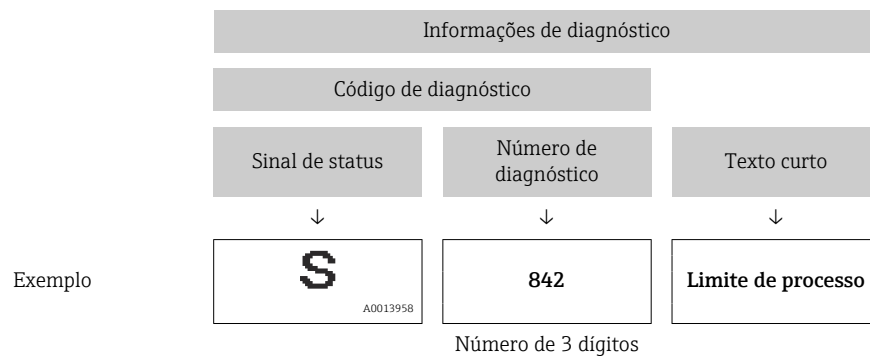 Informações de diagnóstico
Código de diagnóstico
Sinal de status
Número de
diagnóstico
Texto curto
↓ ↓ ↓
Exemplo
S
A0013958
842
Limite de processo
Número de 3 dígitos